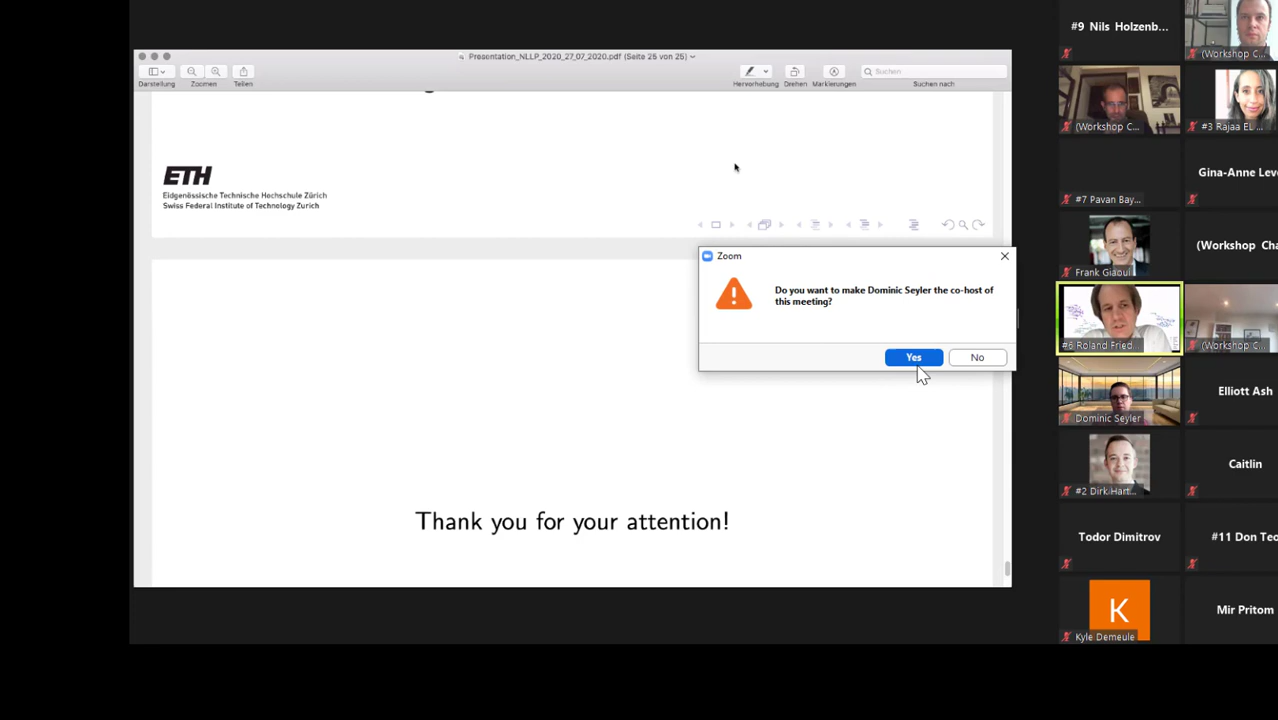 Presentation_NLLP_2020_27_07_2020.pdf (Seite 25 von 25)
Darstellung
Zoomen
Teilen
Hervorhebung
Drehen
Markierungen
Suchen
Suchen nach
ETH
Eidgenössische Technische Hochschule Zürich
Swiss Federal Institute of Technology Zurich
Zoom
Do you want to make Dominic Seyler the co-host of
this meeting?
Yes
No
Thank you for your attention!
#9 Nils Holzenb...
(Workshop C...
(Workshop C...
#3 Rajaa EL
#7 Pavan Bay...
Gina-Anne Lev
Frank Giaoui
(Workshop Cha
#6 Roland Fried...
(Workshop C...
Dominic Seyler
Elliott Ash
#2 Dirk Hart...
Caitlin
Todor Dimitrov
#11 Don Teo
K
Kyle Demeule
Mir Pritom